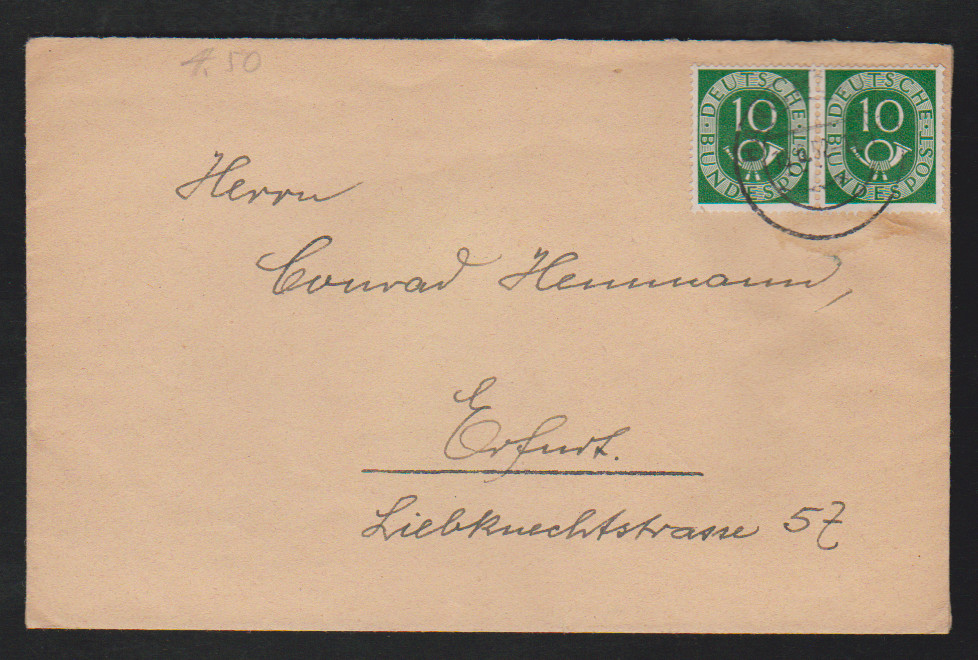 4.50
10 10
DEUTSCHE BUNDESPOST DEUTSCHE BUNDESPOST
Herrn
Conrad Hennmann,
Erfurt.
Liebknechtstrasse 57